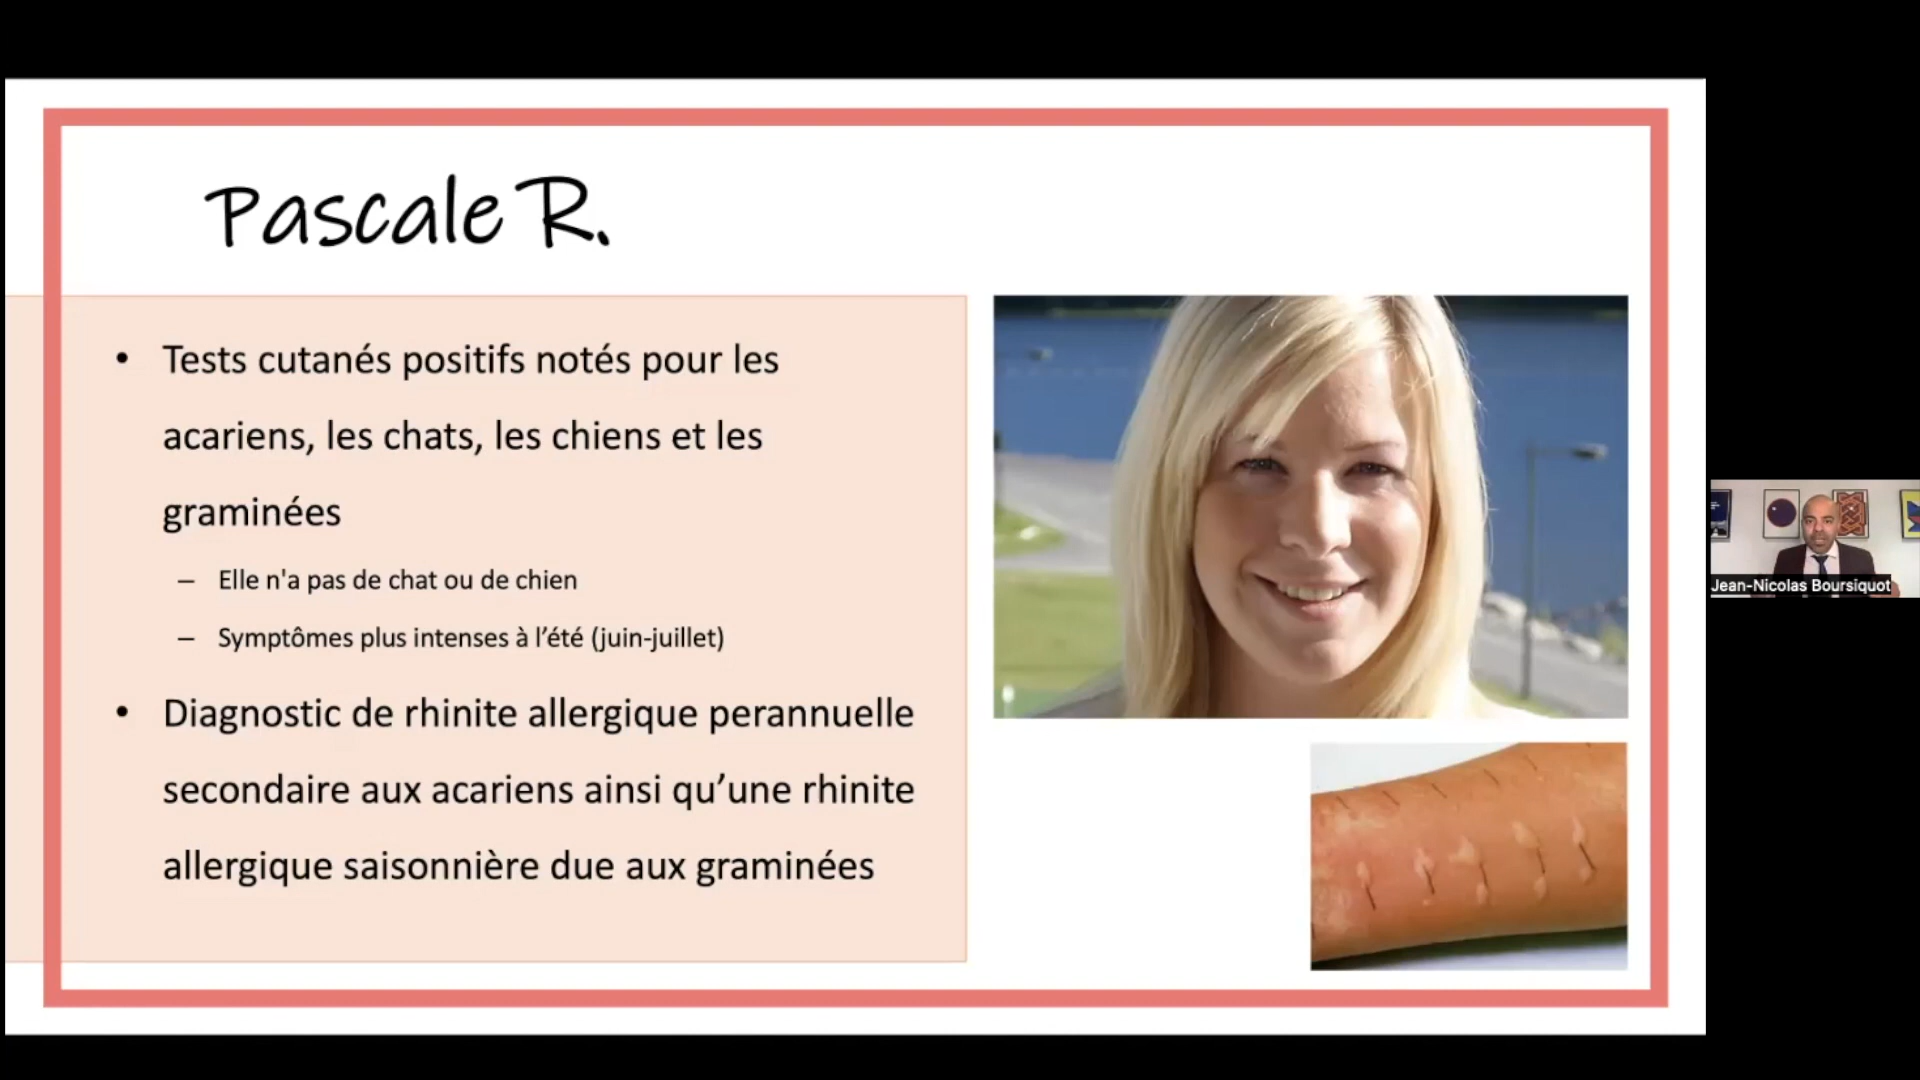 Pascale R.
• Tests cutanés positifs notés pour les
acariens, les chats, les chiens et les
graminées
– Elle n'a pas de chat ou de chien
– Symptômes plus intenses à l’été (juin-juillet)
• Diagnostic de rhinite allergique perannuelle
secondaire aux acariens ainsi qu’une rhinite
allergique saisonnière due aux graminées
Jean-Nicolas Boursiquot